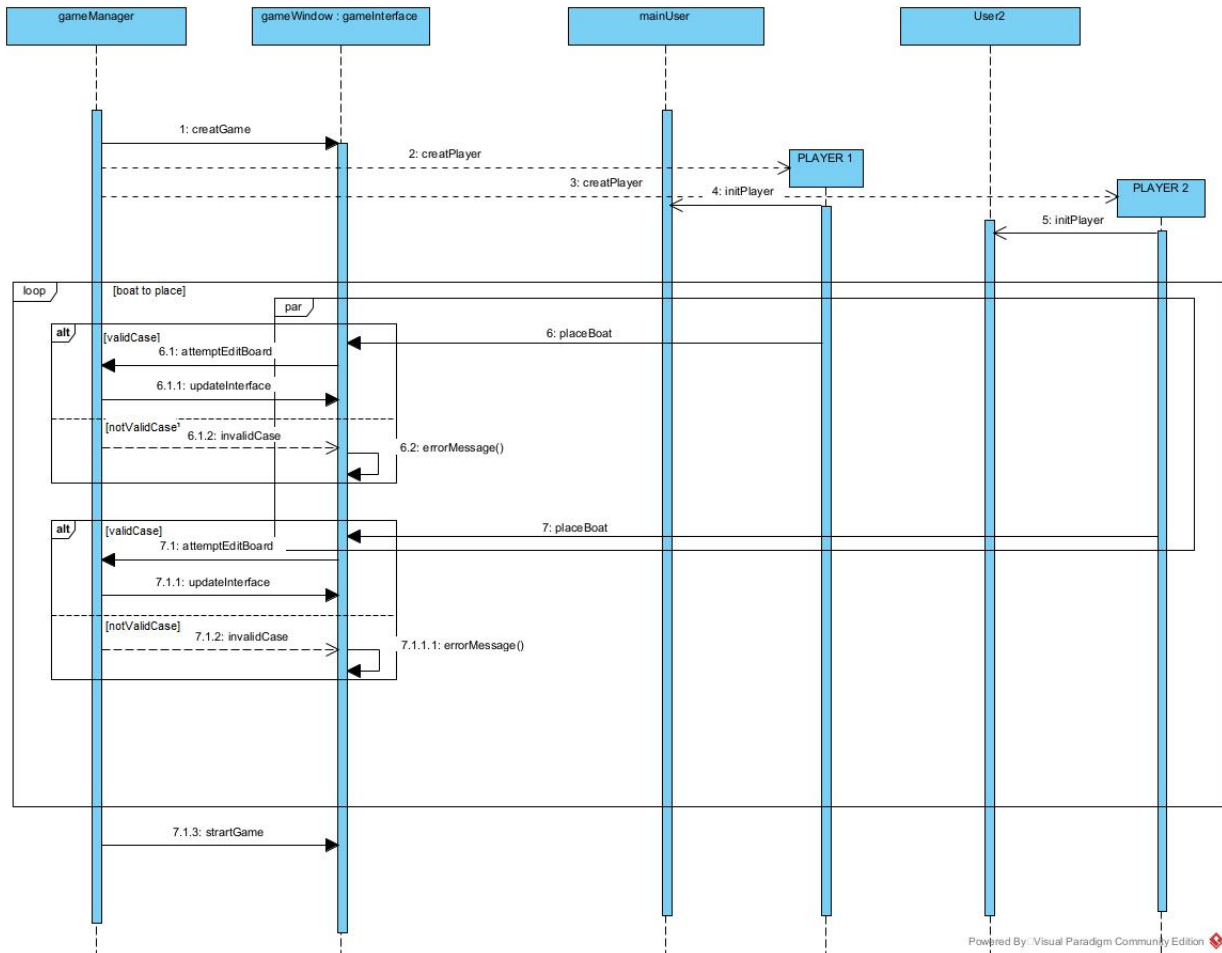 gameManager
gameWindow : gameInterface
mainUser
User2
1: creatGame
2: creatPlayer
PLAYER 1
3: creatPlayer
4: initPlayer
PLAYER 2
5: initPlayer
loop
[boat to place]
par
alt
[validCase]
6: placeBoat
6.1: attemptEditBoard
6.1.1: updateInterface
[notValidCase]
6.1.2: invalidCase
6.2: errorMessage()
alt
[validCase]
7: placeBoat
7.1: attemptEditBoard
7.1.1: updateInterface
[notValidCase]
7.1.2: invalidCase
7.1.1.1: errorMessage()
7.1.3: strartGame
Powered By Visual Paradigm Community Edition